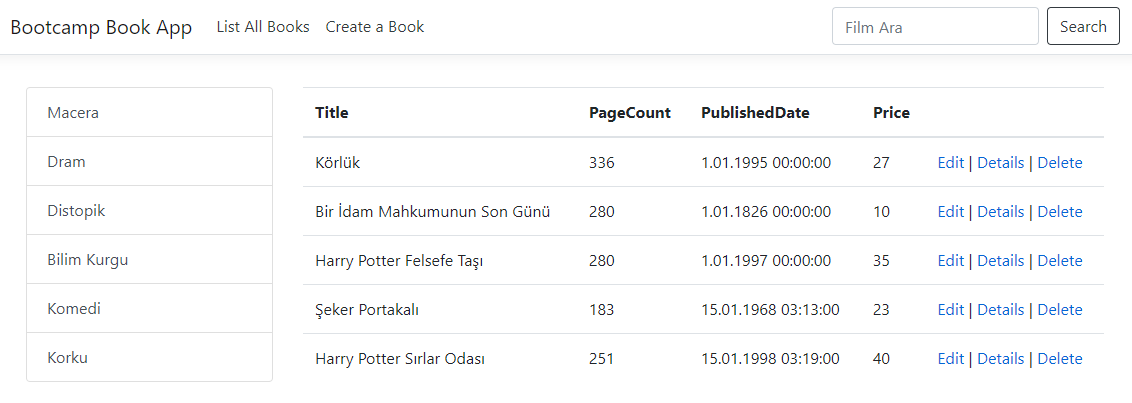 Bootcamp Book App List All Books Create a Book Film Ara Search
Macera
Dram
Distopik
Bilim Kurgu
Komedi
Korku
Title PageCount PublishedDate Price
Körlük 336 1.01.1995 00:00:00 27 Edit | Details | Delete
Bir İdam Mahkumunun Son Günü 280 1.01.1826 00:00:00 10 Edit | Details | Delete
Harry Potter Felsefe Taşı 280 1.01.1997 00:00:00 35 Edit | Details | Delete
Şeker Portakalı 183 15.01.1968 03:13:00 23 Edit | Details | Delete
Harry Potter Sırlar Odası 251 15.01.1998 03:19:00 40 Edit | Details | Delete